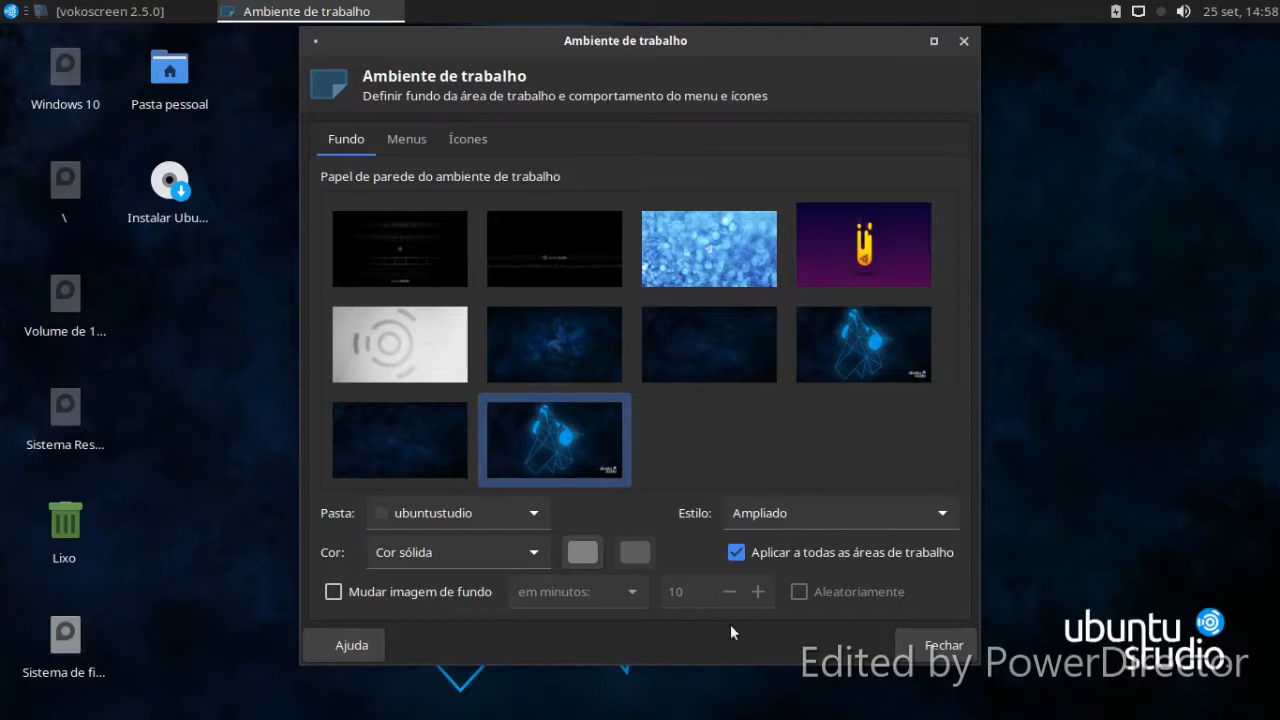 [vokoscreen 2.5.0]
Ambiente de trabalho
25 set, 14:58
Windows 10
Pasta pessoal
\
Instalar Ubu...
Volume de 1...
Sistema Res...
Lixo
Sistema de fi...
Ambiente de trabalho
Ambiente de trabalho
Definir fundo da área de trabalho e comportamento do menu e ícones
Fundo
Menus
Ícones
Papel de parede do ambiente de trabalho
ubuntu
studio
ubuntu
studio
Pasta:
ubuntustudio
Estilo:
Ampliado
Cor:
Cor sólida
Aplicar a todas as áreas de trabalho
Mudar imagem de fundo
em minutos:
10
Aleatoriamente
Ajuda
Fechar
ubuntu
studio
Edited by PowerDirector